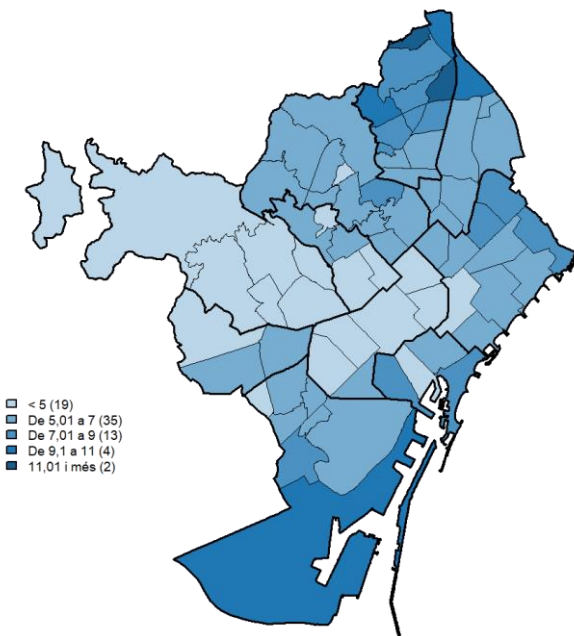 < 5 (19)
De 5,01 a 7 (35)
De 7,01 a 9 (13)
De 9,1 a 11 (4)
11,01 i més (2)